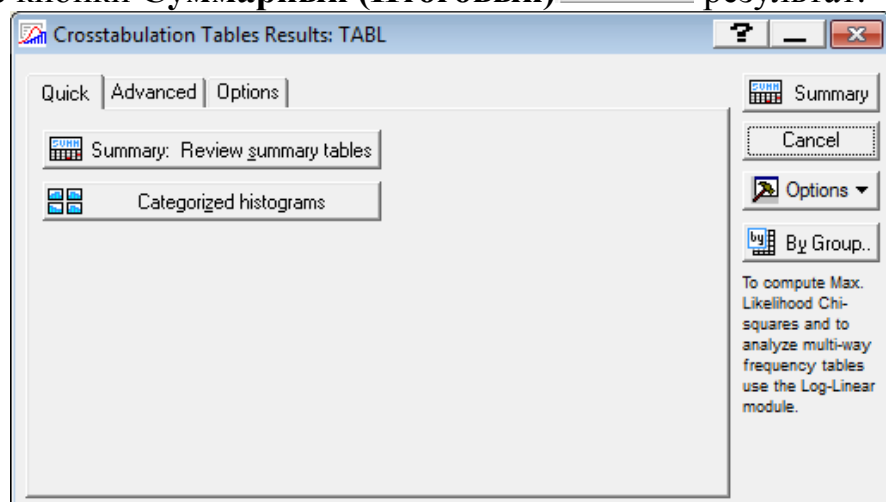 кнопки Суммарный (Итоговый) результат.
Crosstabulation Tables Results: TABL
Quick
Advanced
Options
Summary: Review summary tables
Categorized histograms
Summary
Cancel
Options
By Group..
To compute Max.
Likelihood Chi-
squares and to
analyze multi-way
frequency tables
use the Log-Linear
module.